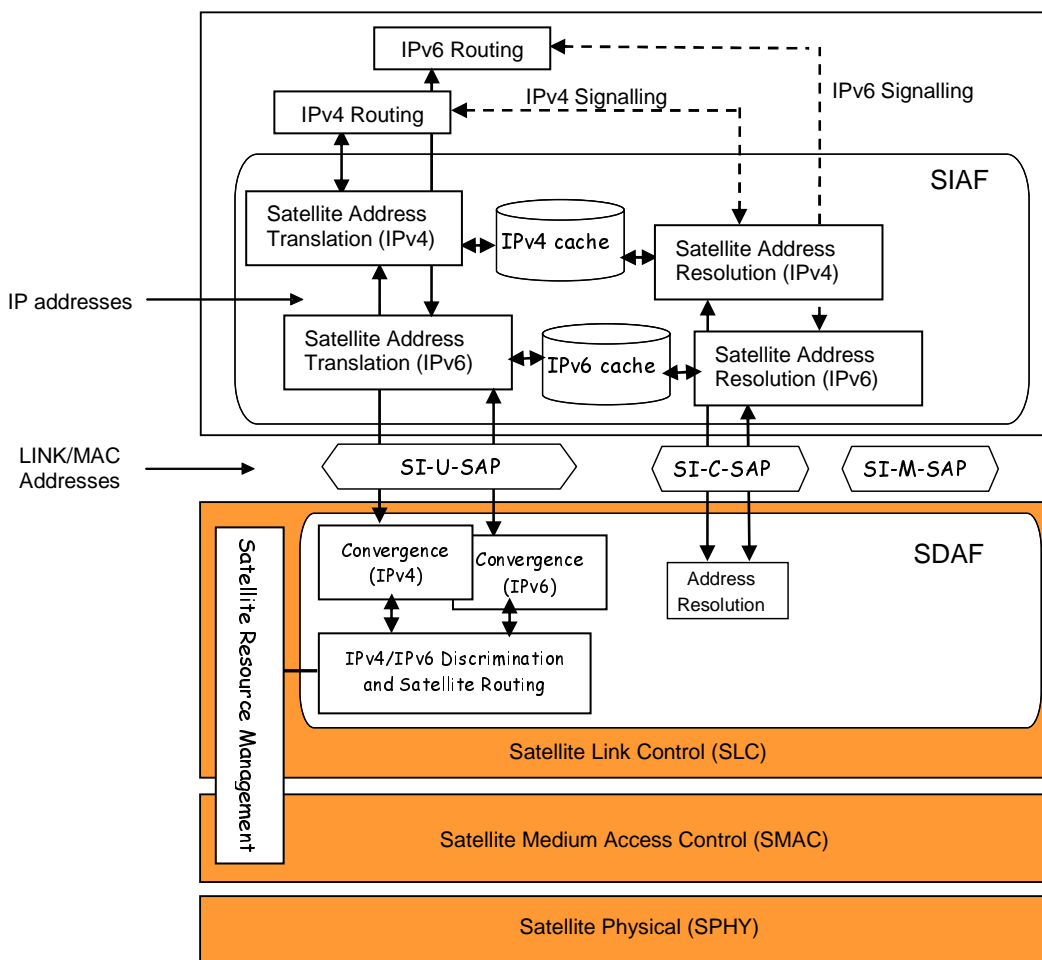 IPv6 Routing
IPv4 Signalling
IPv6 Signalling
IPv4 Routing
SIAF
Satellite Address
Translation (IPv4)
IPv4 cache
Satellite Address
Resolution (IPv4)
IP addresses
Satellite Address
Translation (IPv6)
IPv6 cache
Satellite Address
Resolution (IPv6)
LINK/MAC
Addresses
SI-U-SAP
SI-C-SAP
SI-M-SAP
Satellite Resource Management
Convergence
(IPv4)
Convergence
(IPv6)
SDAF
Address
Resolution
IPv4/IPv6 Discrimination
and Satellite Routing
Satellite Link Control (SLC)
Satellite Medium Access Control (SMAC)
Satellite Physical (SPHY)